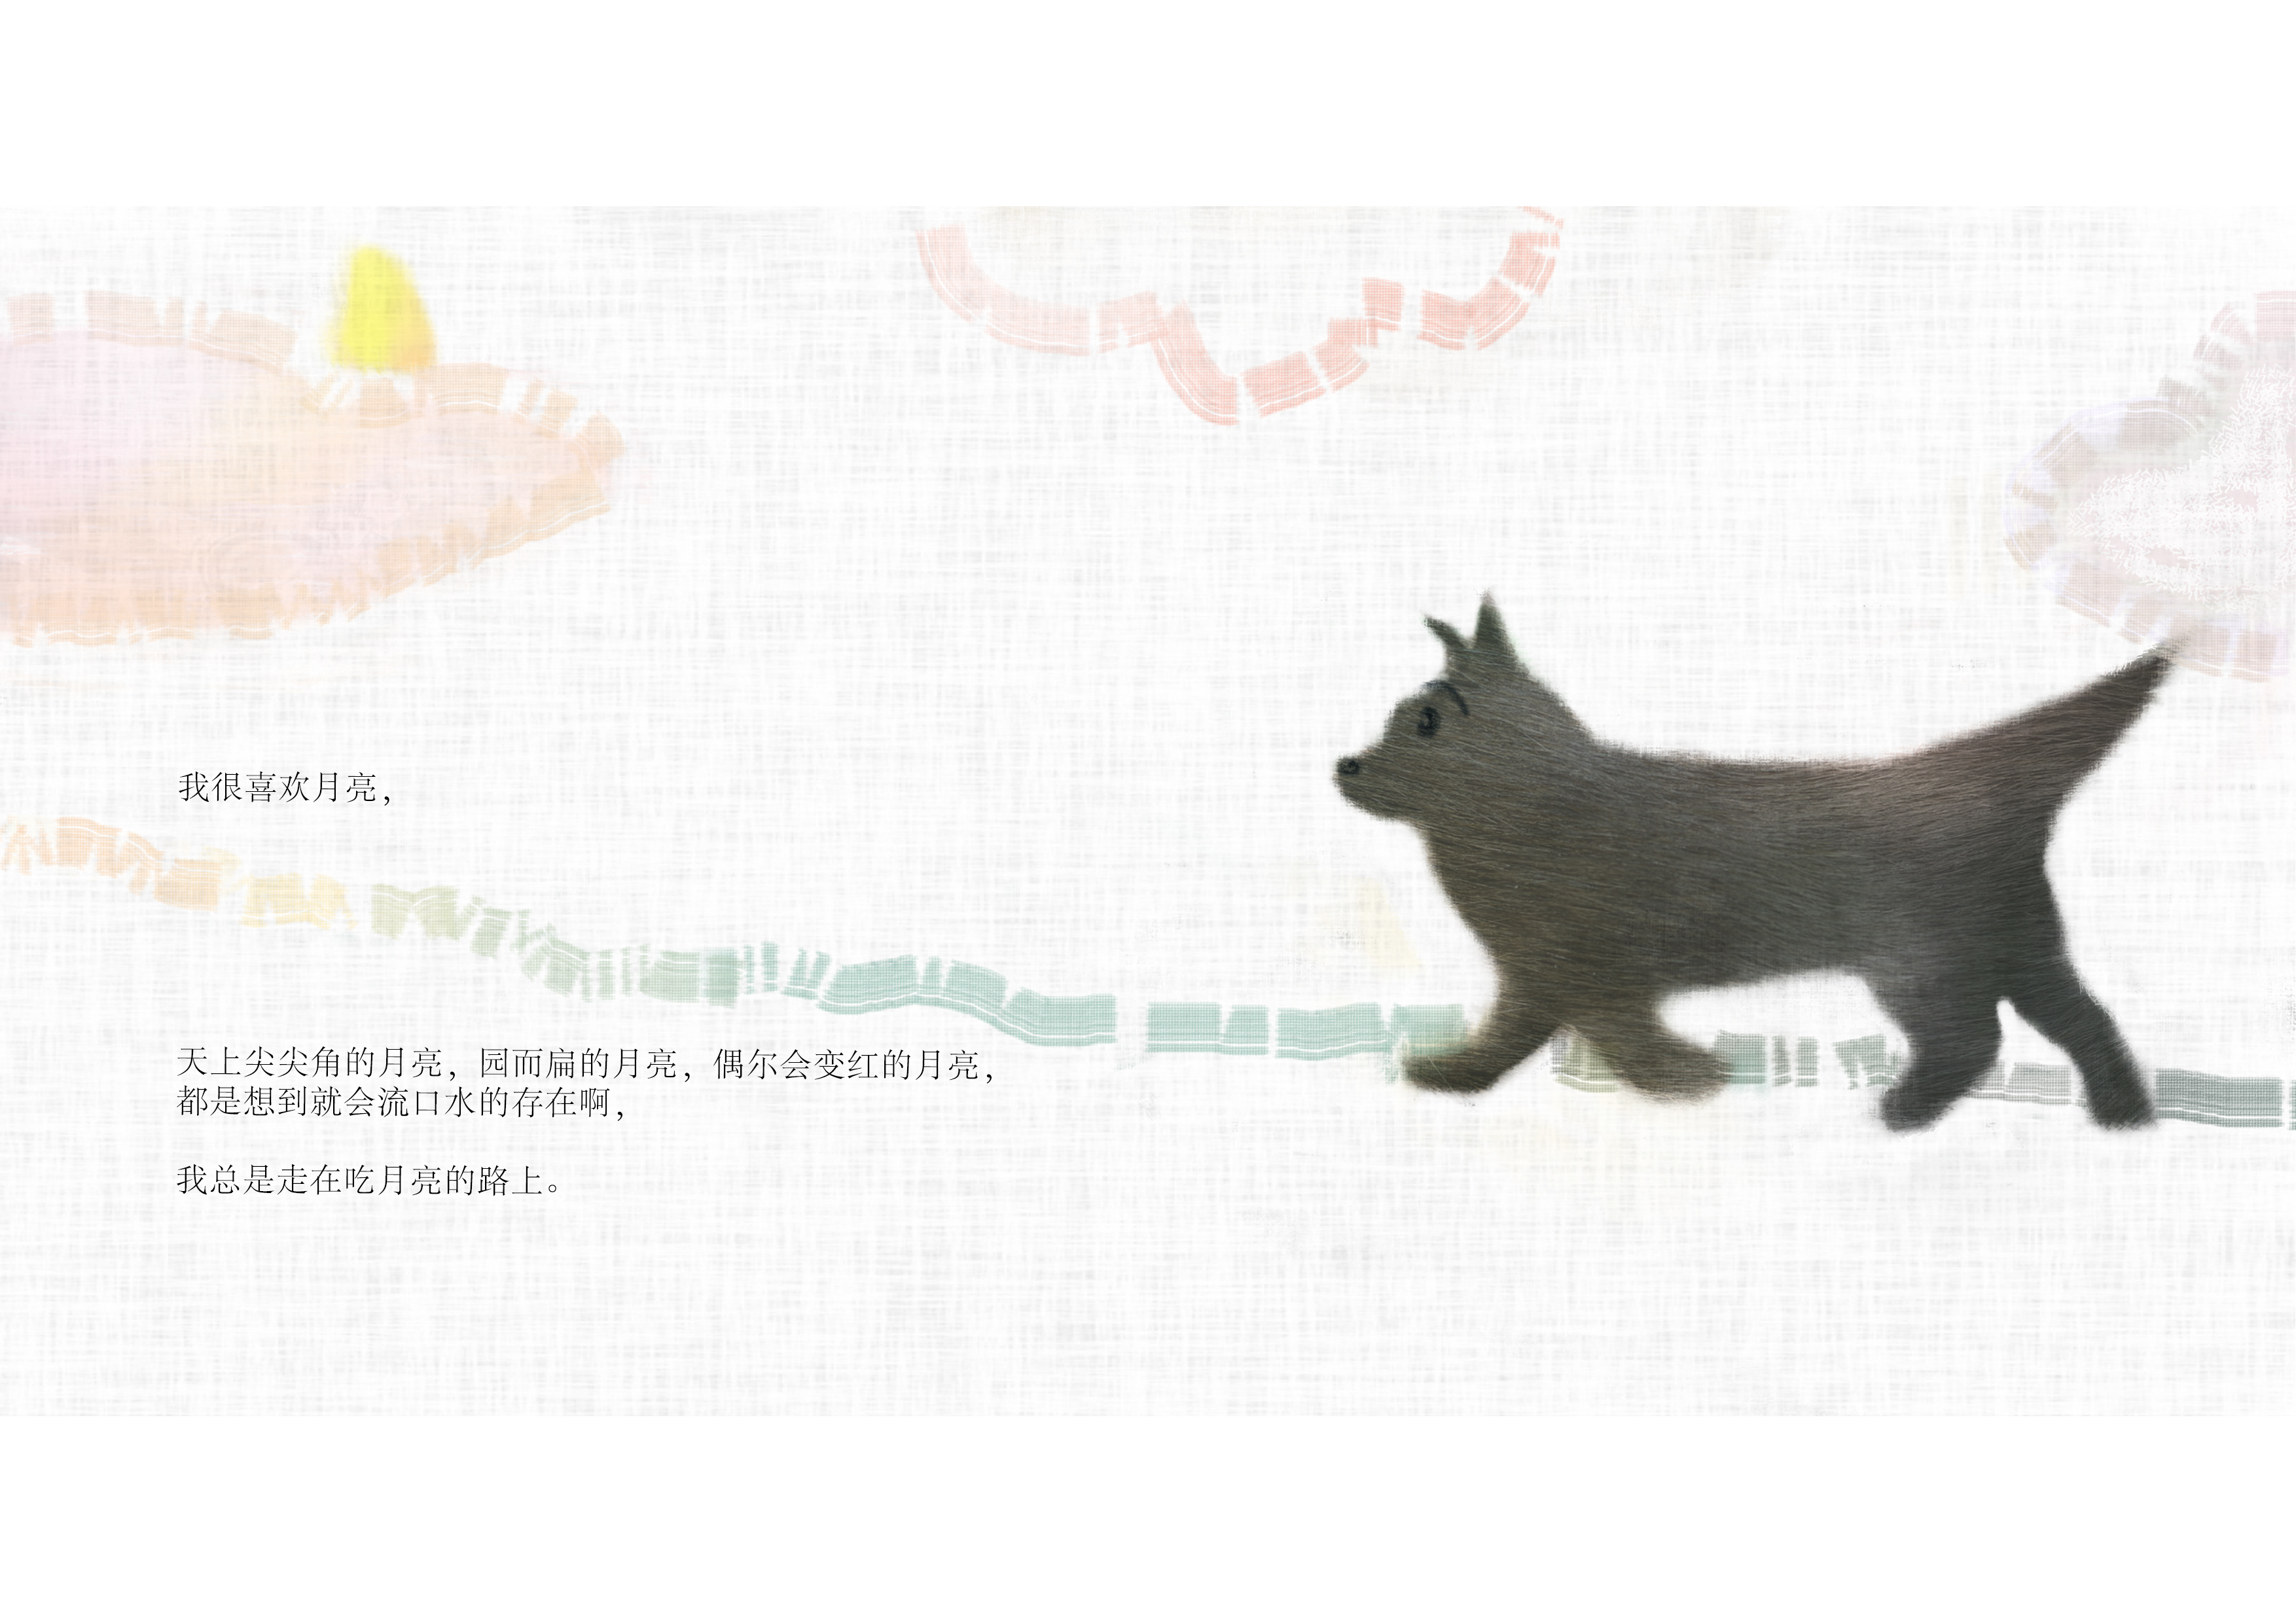 我很喜欢月亮，
天上尖尖角的月亮，园而扁的月亮，偶尔会变红的月亮，
都是想到就会流口水的存在啊，
我总是走在吃月亮的路上。